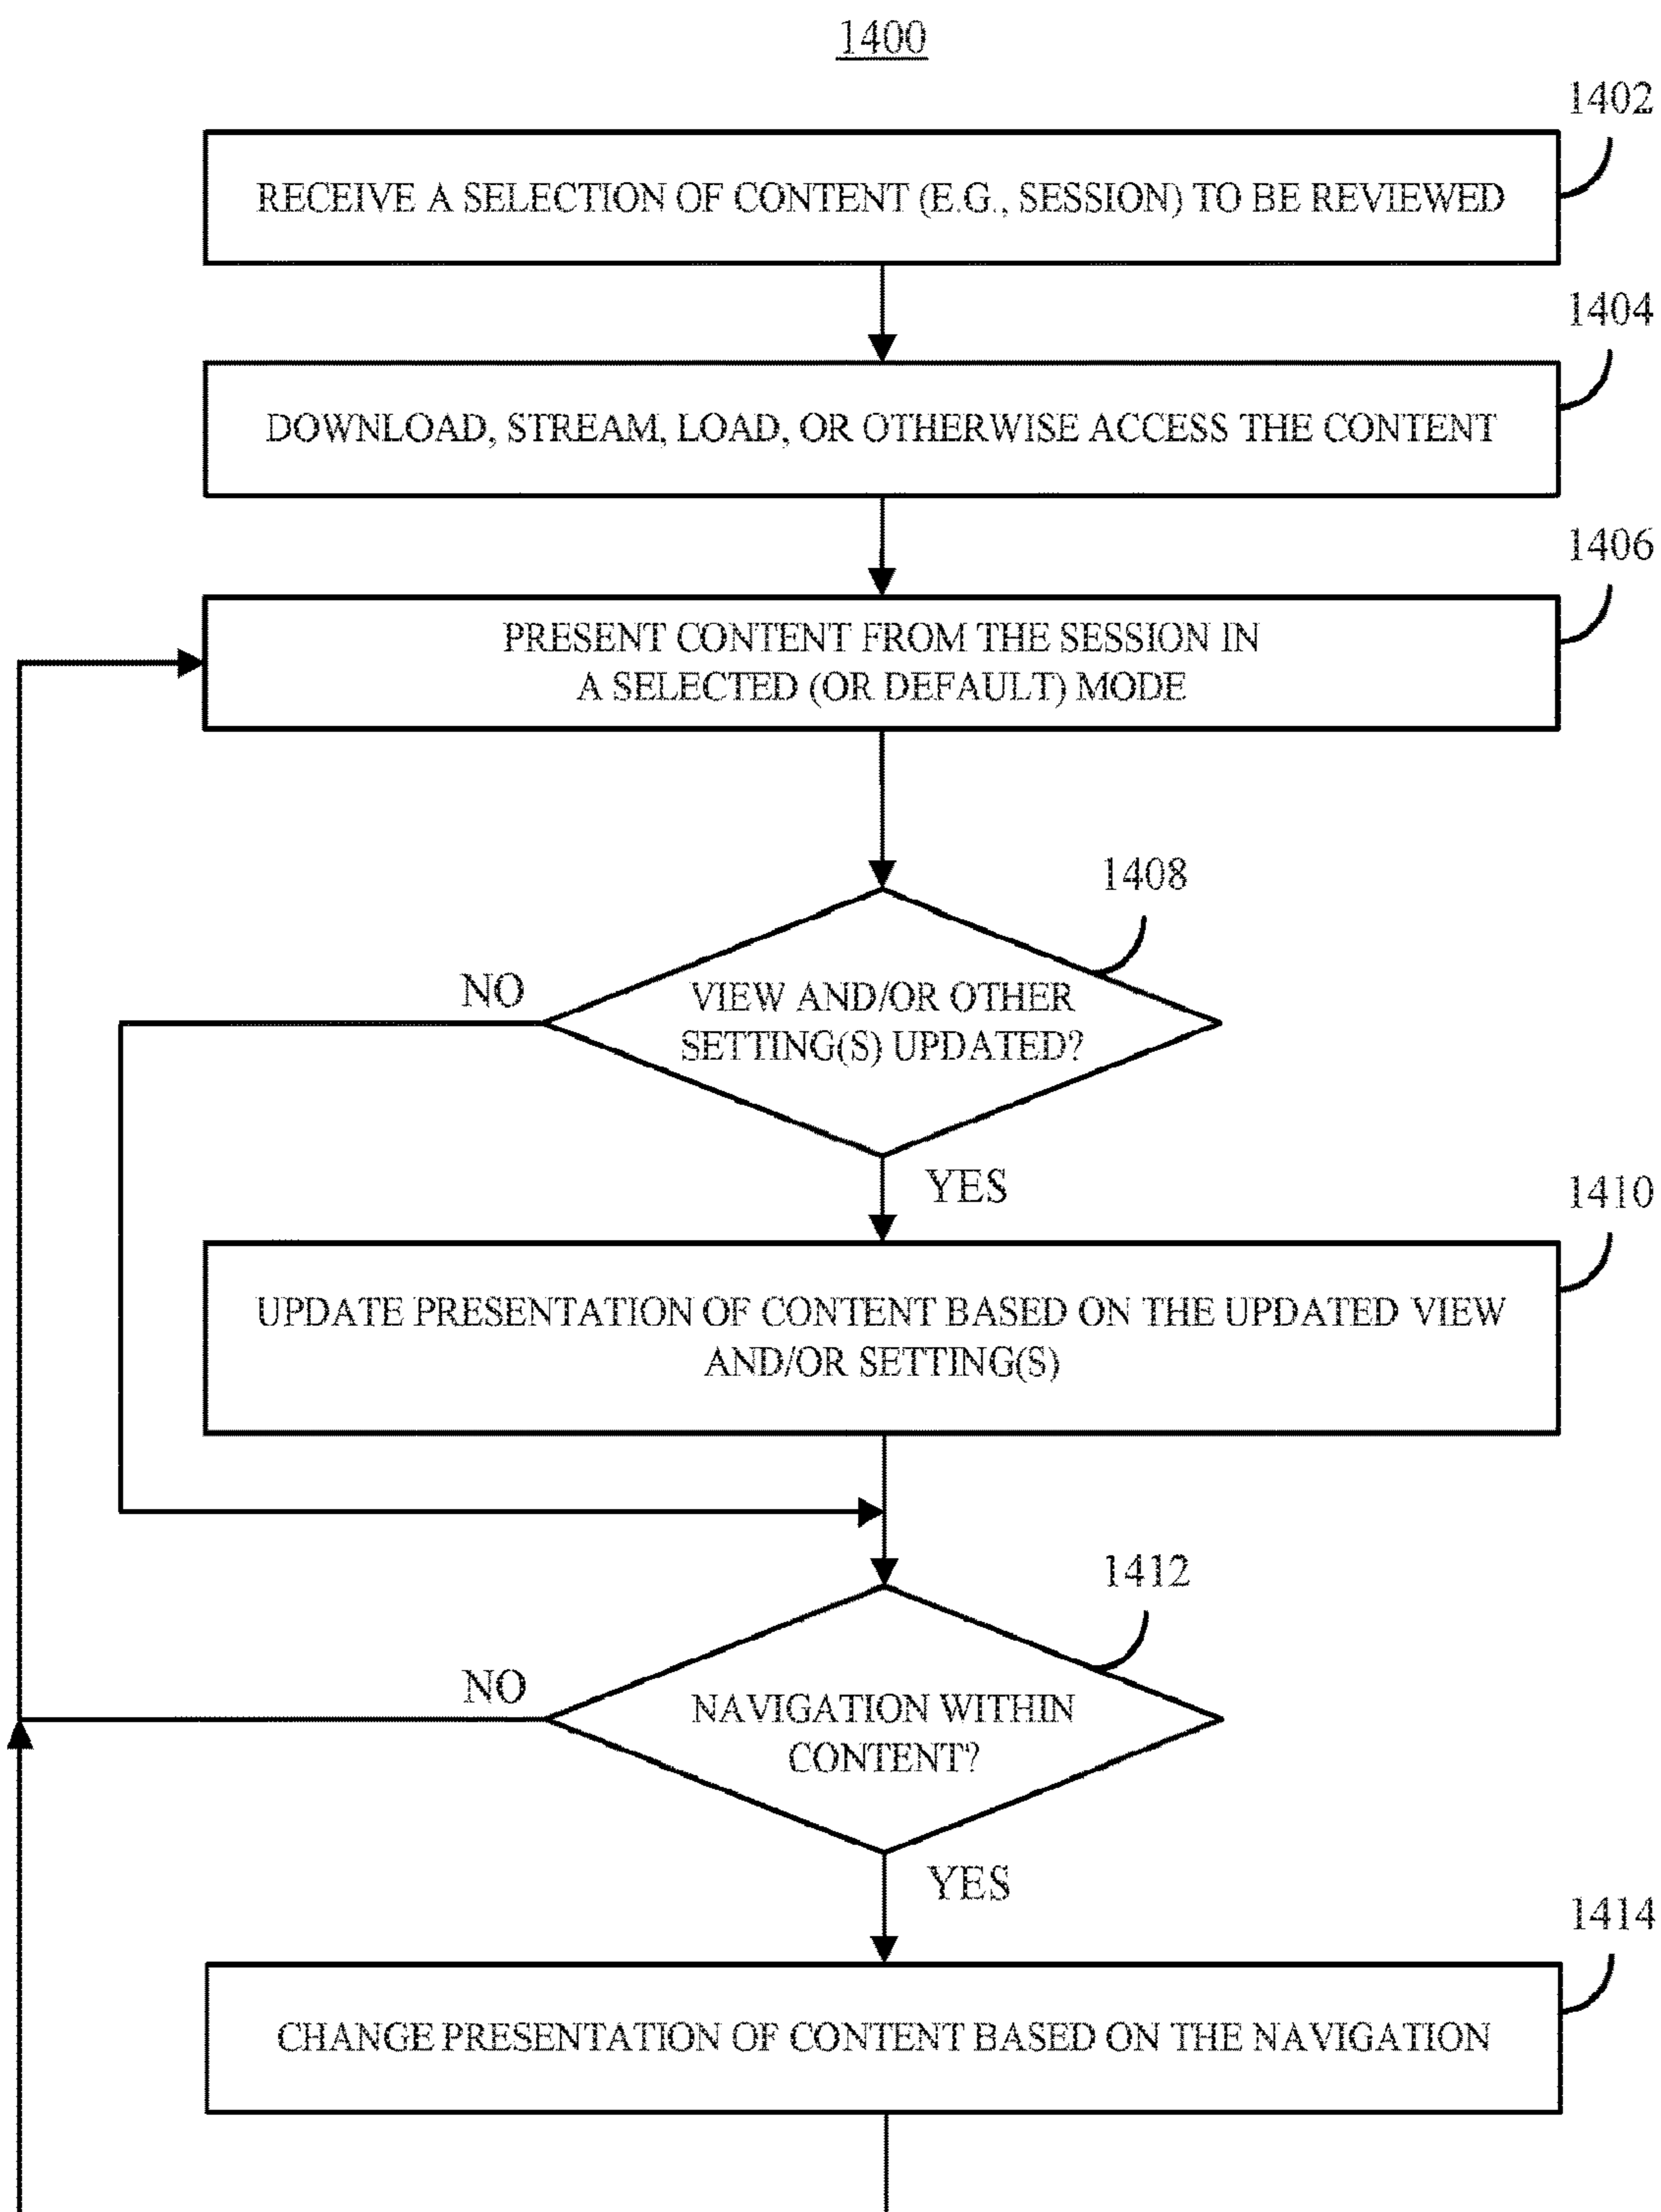 1400
1402
RECEIVE A SELECTION OF CONTENT (E.G., SESSION) TO BE REVIEWED
1404
DOWNLOAD, STREAM, LOAD, OR OTHERWISE ACCESS THE CONTENT
1406
PRESENT CONTENT FROM THE SESSION IN
A SELECTED (OR DEFAULT) MODE
1408
NO
VIEW AND/OR OTHER
SETTING(S) UPDATED?
YES
1410
UPDATE PRESENTATION OF CONTENT BASED ON THE UPDATED VIEW
AND/OR SETTING(S)
1412
NO
NAVIGATION WITHIN
CONTENT?
YES
1414
CHANGE PRESENTATION OF CONTENT BASED ON THE NAVIGATION